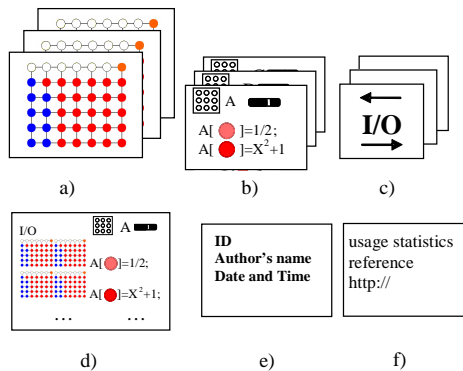 A
A[ ]=1/2;
A[ ]=X²+1
I/O
a)
b)
c)
I/O
A
A[ ]=1/2;
A[ ]=X²+1;
... ...
d)
ID
Author's name
Date and Time
e)
usage statistics
reference
http://
f)